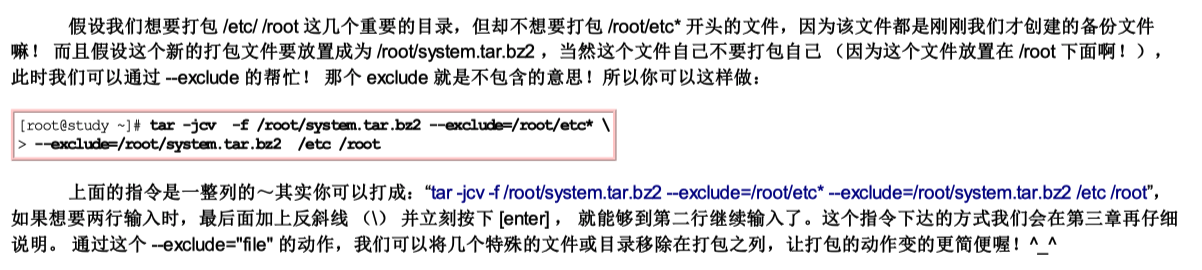 假设我们想要打包 /etc/ /root 这几个重要的目录，但却不想要打包 /root/etc* 开头的文件，因为该文件都是刚刚我们才创建的备份文件
嘛！ 而且假设这个新的打包文件要放置成为 /root/system.tar.bz2 ，当然这个文件自己不要打包自己 （因为这个文件放置在 /root 下面啊！），
此时我们可以通过 --exclude 的帮忙！ 那个 exclude 就是不包含的意思！所以你可以这样做：
[root@study ~]# tar -jcv  -f /root/system.tar.bz2 --exclude=/root/etc* \
> --exclude=/root/system.tar.bz2  /etc /root
上面的指令是一整列的～其实你可以打成：“tar -jcv -f /root/system.tar.bz2 --exclude=/root/etc* --exclude=/root/system.tar.bz2 /etc /root”，
如果想要两行输入时，最后面加上反斜线 （\） 并立刻按下 [enter] ， 就能够到第二行继续输入了。这个指令下达的方式我们会在第三章再仔细
说明。 通过这个 --exclude="file" 的动作，我们可以将几个特殊的文件或目录移除在打包之列，让打包的动作变的更简便喔！^_^